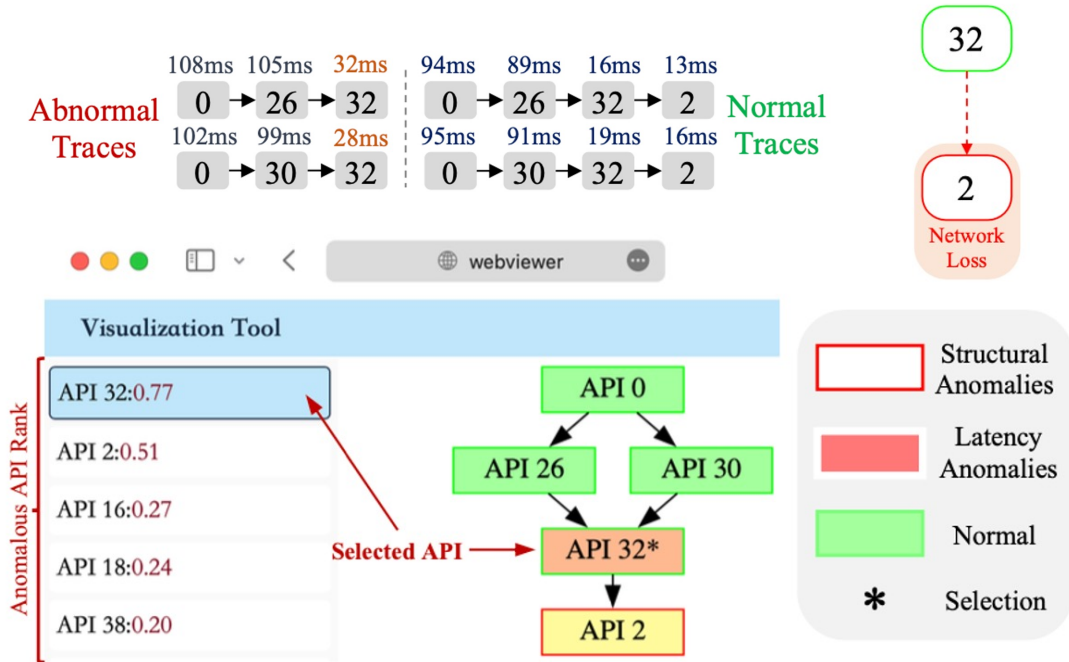 108ms 105ms 32ms
0 26 32
102ms 99ms 28ms
0 30 32
Abnormal
Traces
94ms 89ms 16ms 13ms
0 26 32 2
95ms 91ms 19ms 16ms
0 30 32 2
Normal
Traces
32
2
Network
Loss
webviewer
Visualization Tool
Anomalous API Rank
API 32:0.77
API 2:0.51
API 16:0.27
API 18:0.24
API 38:0.20
Selected API
API 0
API 26 API 30
API 32*
API 2
Structural
Anomalies
Latency
Anomalies
Normal
* Selection